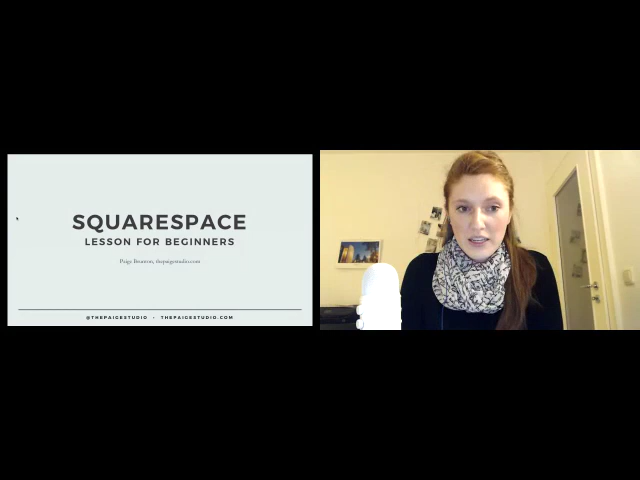 SQUARESPACE
LESSON FOR BEGINNERS
Paige Brunton, thepaigestudio.com
@THEPAIGESTUDIO • THEPAIGESTUDIO.COM